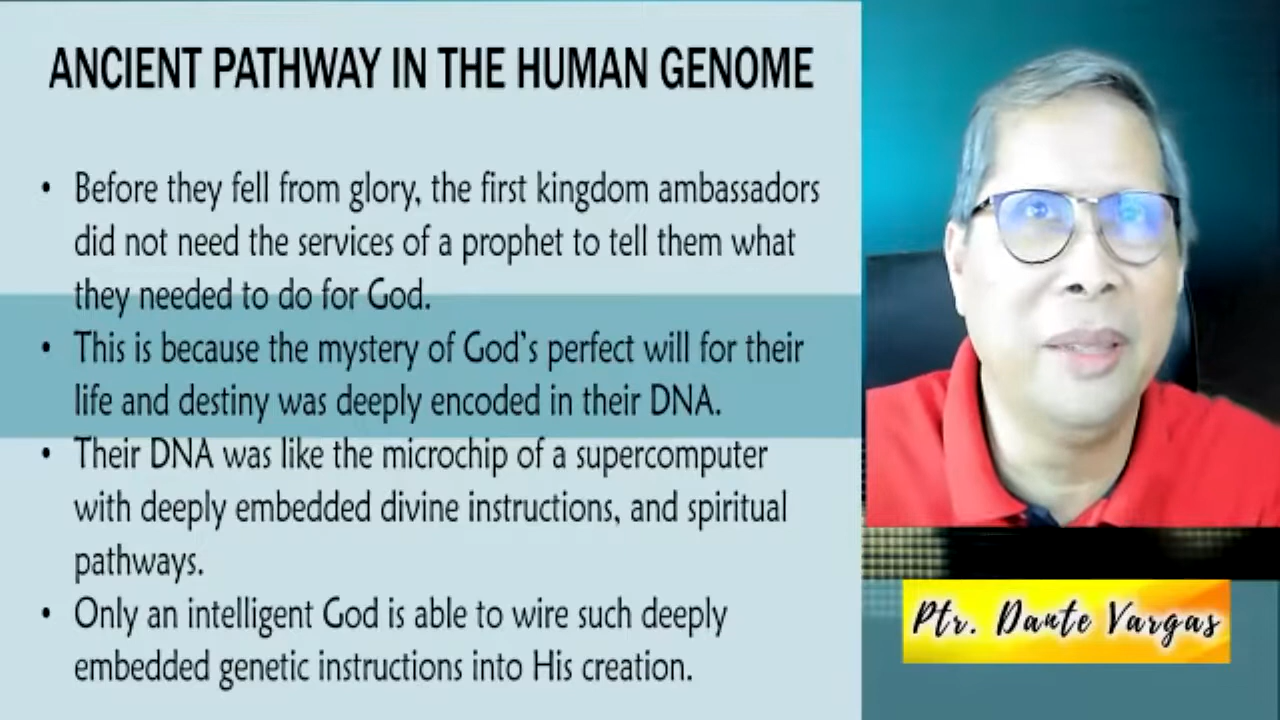 ANCIENT PATHWAY IN THE HUMAN GENOME
• Before they fell from glory, the first kingdom ambassadors
did not need the services of a prophet to tell them what
they needed to do for God.
• This is because the mystery of God's perfect will for their
life and destiny was deeply encoded in their DNA.
• Their DNA was like the microchip of a supercomputer
with deeply embedded divine instructions, and spiritual
pathways.
• Only an intelligent God is able to wire such deeply
embedded genetic instructions into His creation.
Ptr. Dante Vargas